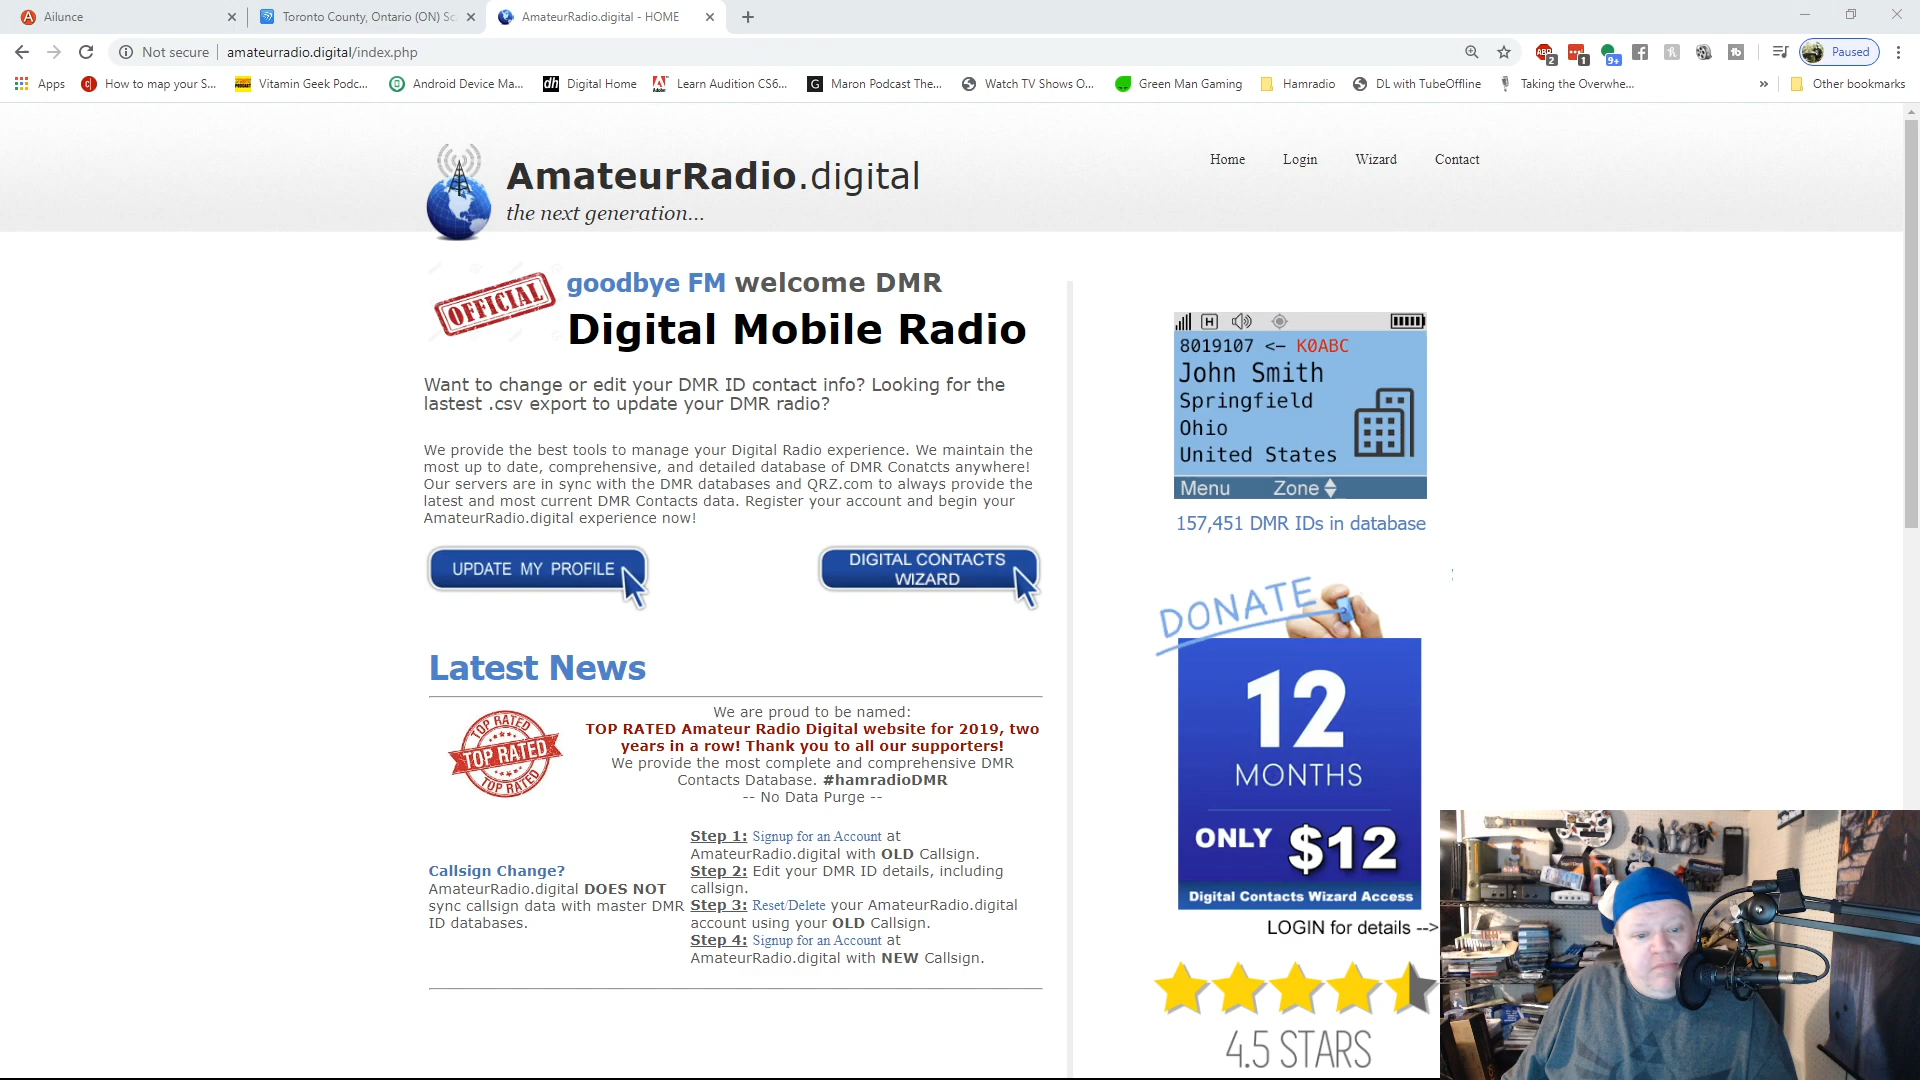 Ailunce
Toronto County, Ontario (ON) Sc
AmateurRadio.digital - HOME
Not secure
amateurradio.digital/index.php
2
1
9+
Paused
Apps
How to map your S...
Vitamin Geek Podc...
Android Device Ma...
dh
Digital Home
Learn Audition CS6...
G
Maron Podcast The...
Watch TV Shows O...
Green Man Gaming
Hamradio
DL with TubeOffline
Taking the Overwhe...
»
Other bookmarks
AmateurRadio.digital
the next generation...
Home
Login
Wizard
Contact
OFFICIAL
goodbye FM welcome DMR
Digital Mobile Radio
Want to change or edit your DMR ID contact info? Looking for the
lastest .csv export to update your DMR radio?
We provide the best tools to manage your Digital Radio experience. We maintain the
most up to date, comprehensive, and detailed database of DMR Conatcts anywhere!
Our servers are in sync with the DMR databases and QRZ.com to always provide the
latest and most current DMR Contacts data. Register your account and begin your
AmateurRadio.digital experience now!
UPDATE MY PROFILE
DIGITAL CONTACTS
WIZARD
H
8019107 <- K0ABC
John Smith
Springfield
Ohio
United States
Menu
Zone
157,451 DMR IDs in database
DONATE
12
MONTHS
ONLY $12
Digital Contacts Wizard Access
LOGIN for details -->
4.5 STARS
Latest News
TOP RATED
TOP RATED
TOP RATED
We are proud to be named:
TOP RATED Amateur Radio Digital website for 2019, two
years in a row! Thank you to all our supporters!
We provide the most complete and comprehensive DMR
Contacts Database. #hamradioDMR
-- No Data Purge --
Callsign Change?
AmateurRadio.digital DOES NOT
sync callsign data with master DMR
ID databases.
Step 1: Signup for an Account at
AmateurRadio.digital with OLD Callsign.
Step 2: Edit your DMR ID details, including
callsign.
Step 3: Reset/Delete your AmateurRadio.digital
account using your OLD Callsign.
Step 4: Signup for an Account at
AmateurRadio.digital with NEW Callsign.